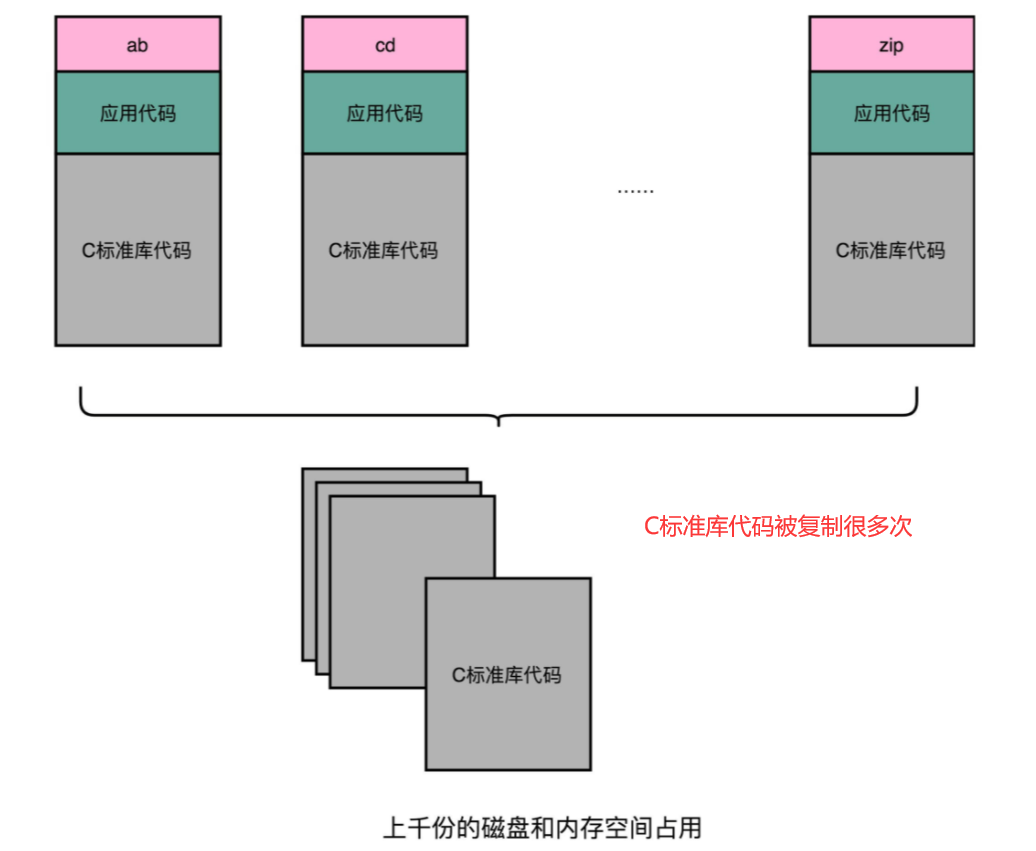 ab
cd
zip
应用代码
应用代码
应用代码
......
C标准库代码
C标准库代码
C标准库代码
C标准库代码被复制很多次
C标准库代码
上千份的磁盘和内存空间占用